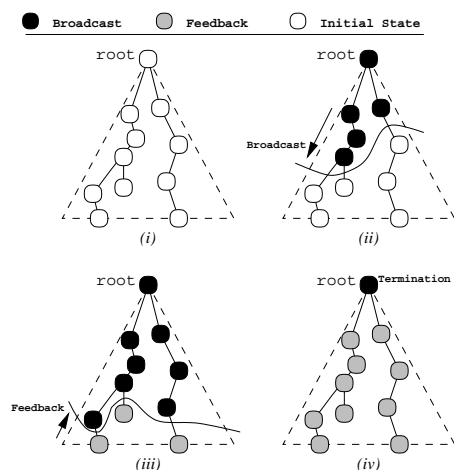 Broadcast Feedback Initial State
root root
Broadcast
(i) (ii)
root root Termination
Feedback
(iii) (iv)